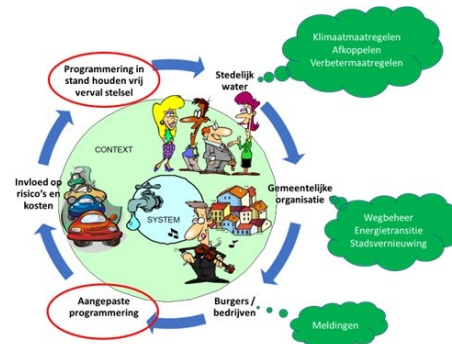 Programmering in
stand houden vrij
verval stelsel
Stedelijk
water
Klimaatmaatregelen
Afkoppelen
Verbetermaatregelen
CONTEXT
Invloed op
risico's en
kosten
SYSTEM
Gemeentelijke
organisatie
Wegbeheer
Energietransitie
Stadsvernieuwing
Aangepaste
programmering
Burgers /
bedrijven
Meldingen